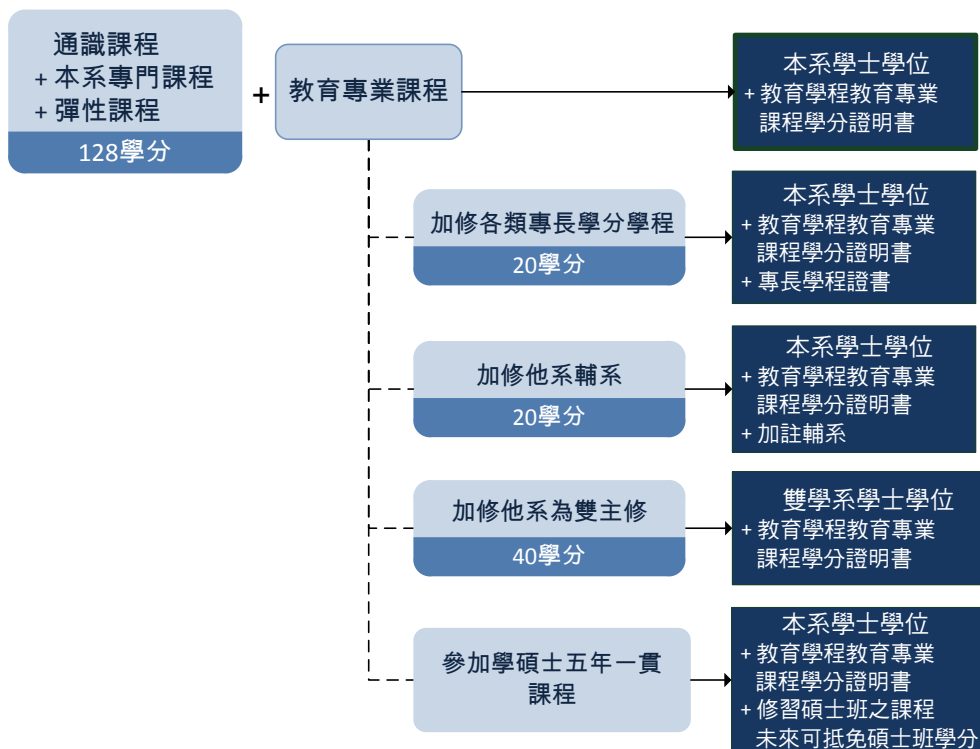 通識課程
+ 本系專門課程
+ 彈性課程
128學分
+
教育專業課程
本系學士學位
+ 教育學程教育專業
課程學分證明書
加修各類專長學分學程
20學分
本系學士學位
+ 教育學程教育專業
課程學分證明書
+ 專長學程證書
加修他系輔系
20學分
本系學士學位
+ 教育學程教育專業
課程學分證明書
+ 加註輔系
加修他系為雙主修
40學分
雙學系學士學位
+ 教育學程教育專業
課程學分證明書
參加學碩士五年一貫
課程
本系學士學位
+ 教育學程教育專業
課程學分證明書
+ 修習碩士班之課程
未來可抵免碩士班學分